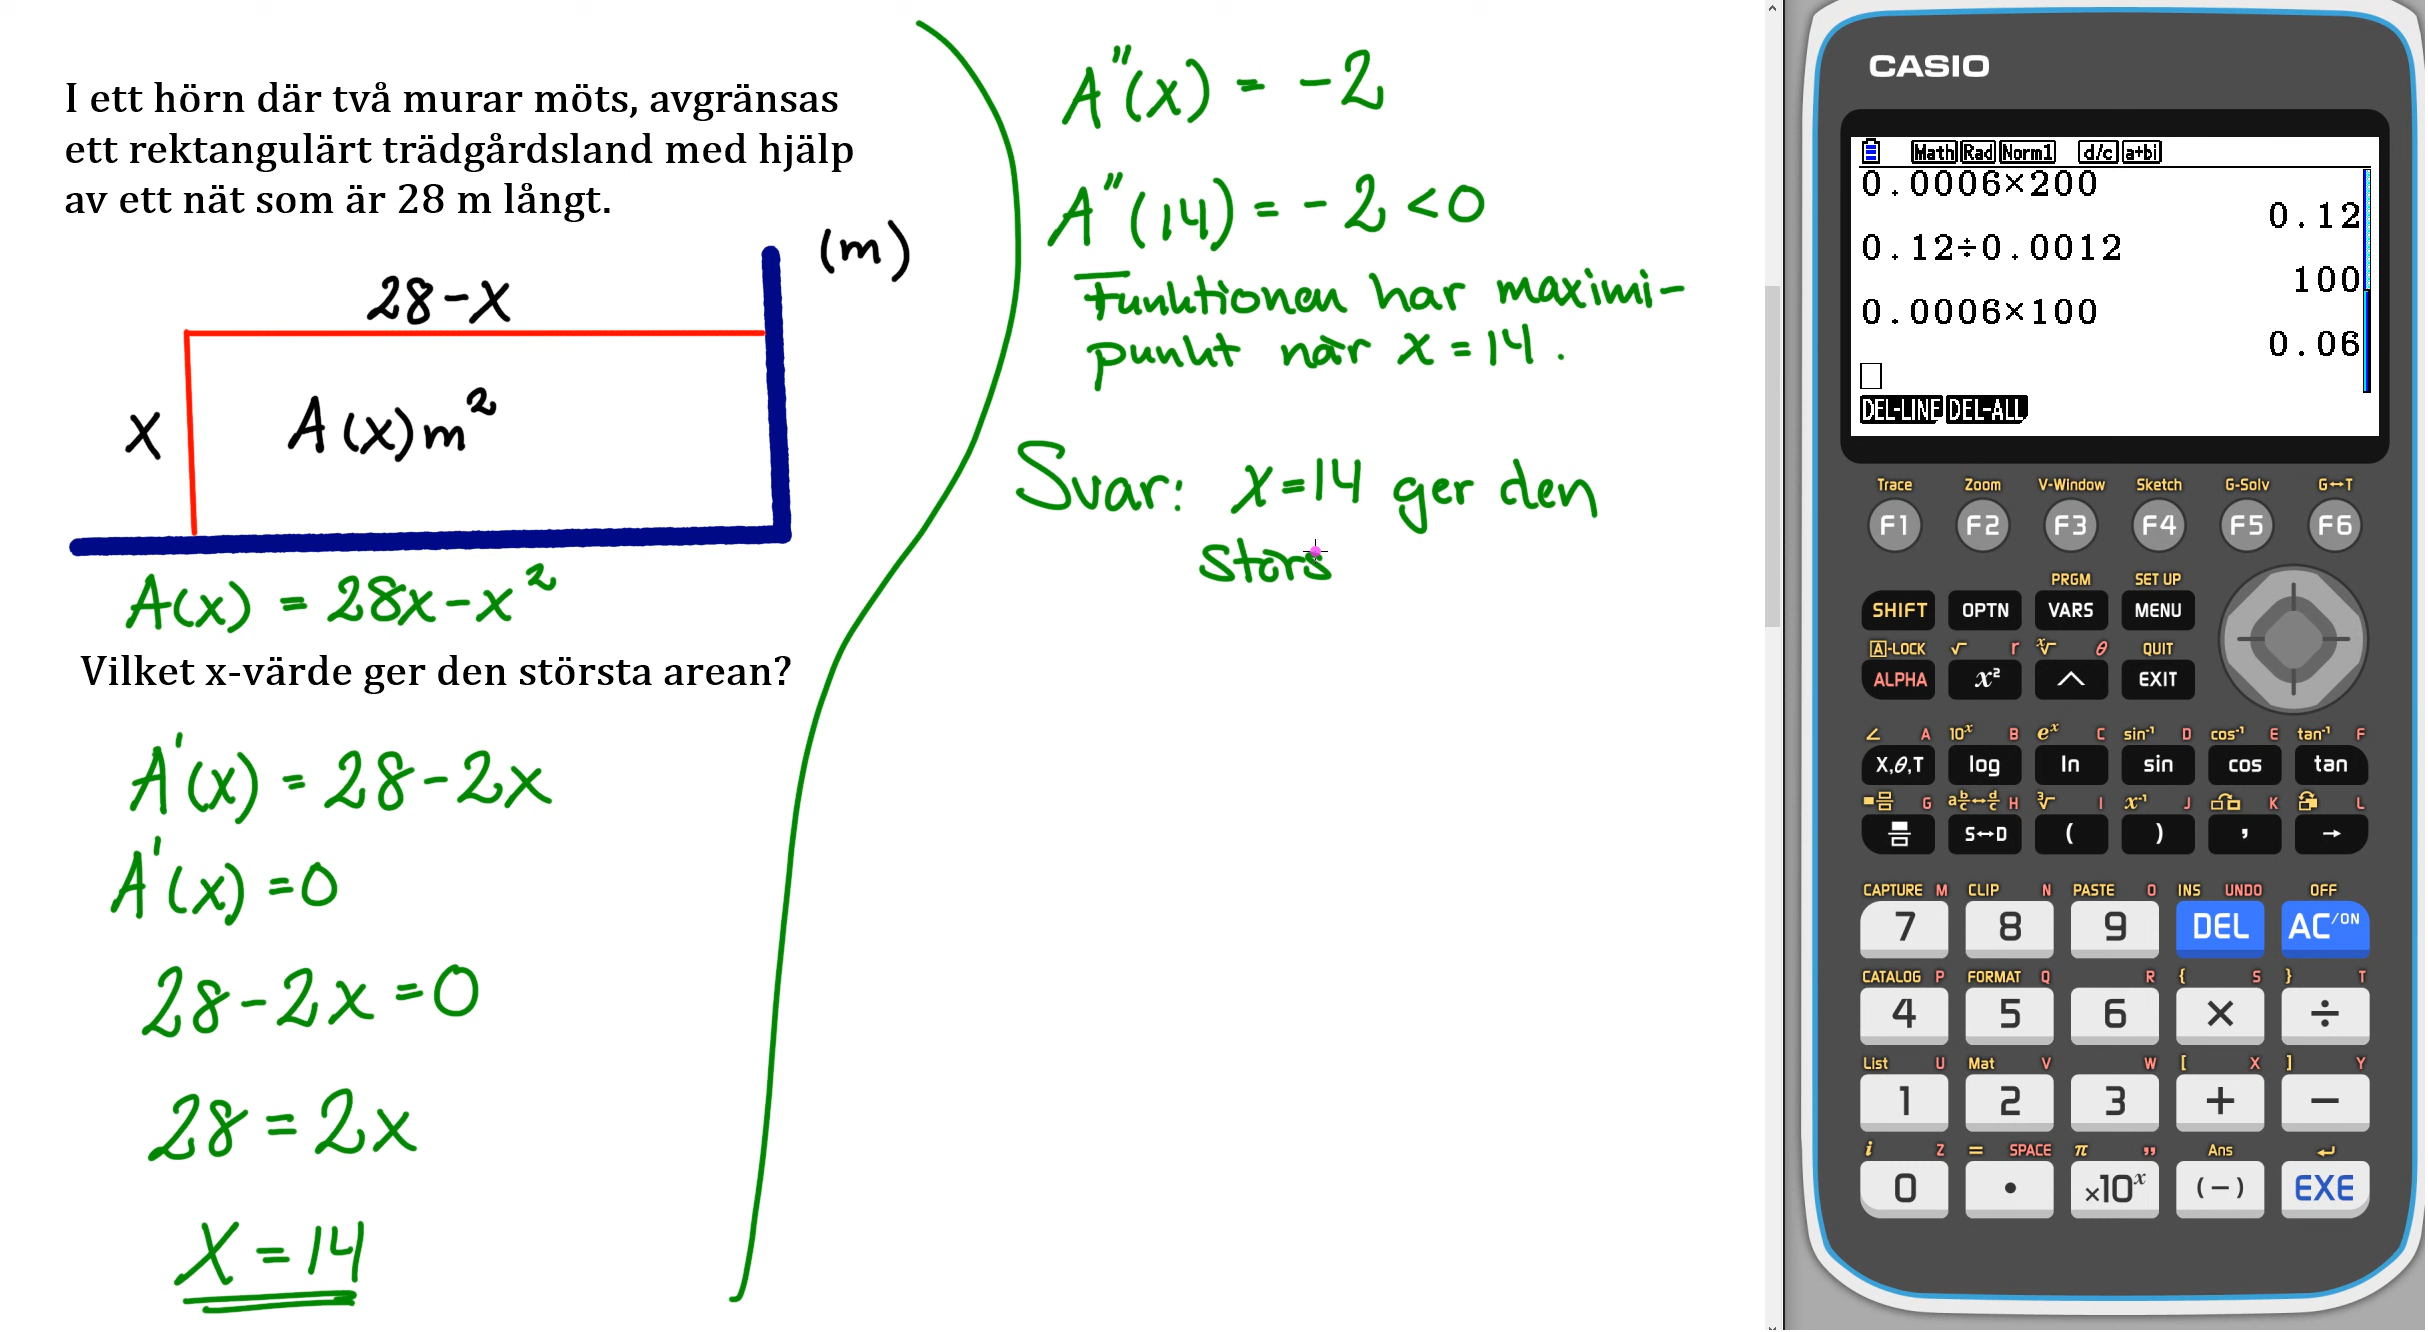 I ett hörn där två murar möts, avgränsas
ett rektangulärt trädgårdsland med hjälp
av ett nät som är 28 m långt.
(m)
28-x
x
A(x) m²
A(x) = 28x-x²
Vilket x-värde ger den största arean?
A'(x) = 28-2x
A'(x) = 0
28-2x = 0
28 = 2x
x = 14
A''(x) = -2
A''(14) = -2 < 0
Funktionen har maximi-
punkt när x = 14.
Svar: x = 14 ger den
störs
CASIO
Math Rad Norm1 d/c a+bi
0.0006×200
0.12
0.12÷0.0012
100
0.0006×100
0.06
DEL-LINE DEL-ALL
Trace Zoom V-Window Sketch G-Solv G↔T
F1 F2 F3 F4 F5 F6
PRGM SET UP
SHIFT OPTN VARS MENU
A-LOCK √ r ˣ√ θ QUIT
ALPHA x² ^ EXIT
∠ A 10ˣ B eˣ C sin⁻¹ D cos⁻¹ E tan⁻¹ F
X,θ,T log ln sin cos tan
G a b/c↔d/c H ³√ I x⁻¹ J K L
S↔D ( ) , →
CAPTURE M CLIP N PASTE O INS UNDO OFF
7 8 9 DEL AC/ON
CATALOG P FORMAT Q R { S } T
4 5 6 × ÷
List U Mat V W [ X ] Y
1 2 3 + −
i Z = SPACE π " Ans ↵
0 • ×10ˣ (−) EXE